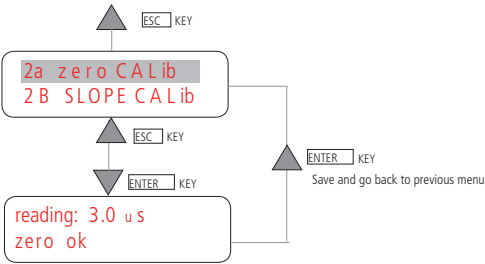 ESC KEY
2a zero CALib
2B SLOPE CALib
ESC KEY
ENTER KEY
ENTER KEY
Save and go back to previous menu
reading: 3.0 us
zero ok